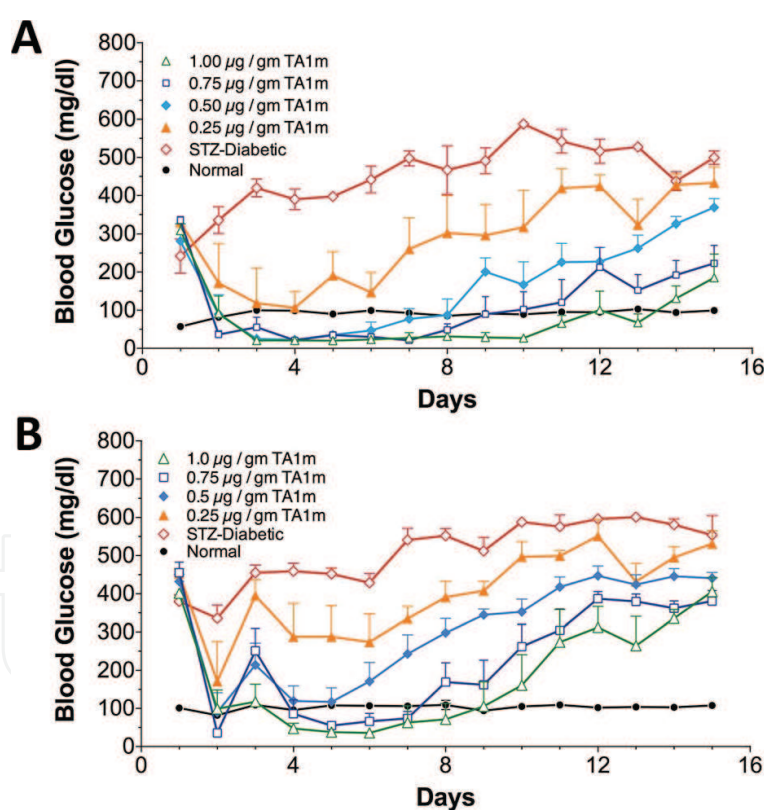 A
800
700
600
500
400
300
200
100
0
Blood Glucose (mg/dl)
1.00 µg / gm TA1m
0.75 µg / gm TA1m
0.50 µg / gm TA1m
0.25 µg / gm TA1m
STZ-Diabetic
Normal
0 4 8 12 16
Days
B
800
700
600
500
400
300
200
100
0
Blood Glucose (mg/dl)
1.0 µg / gm TA1m
0.75 µg / gm TA1m
0.5 µg / gm TA1m
0.25 µg / gm TA1m
STZ-Diabetic
Normal
0 4 8 12 16
Days